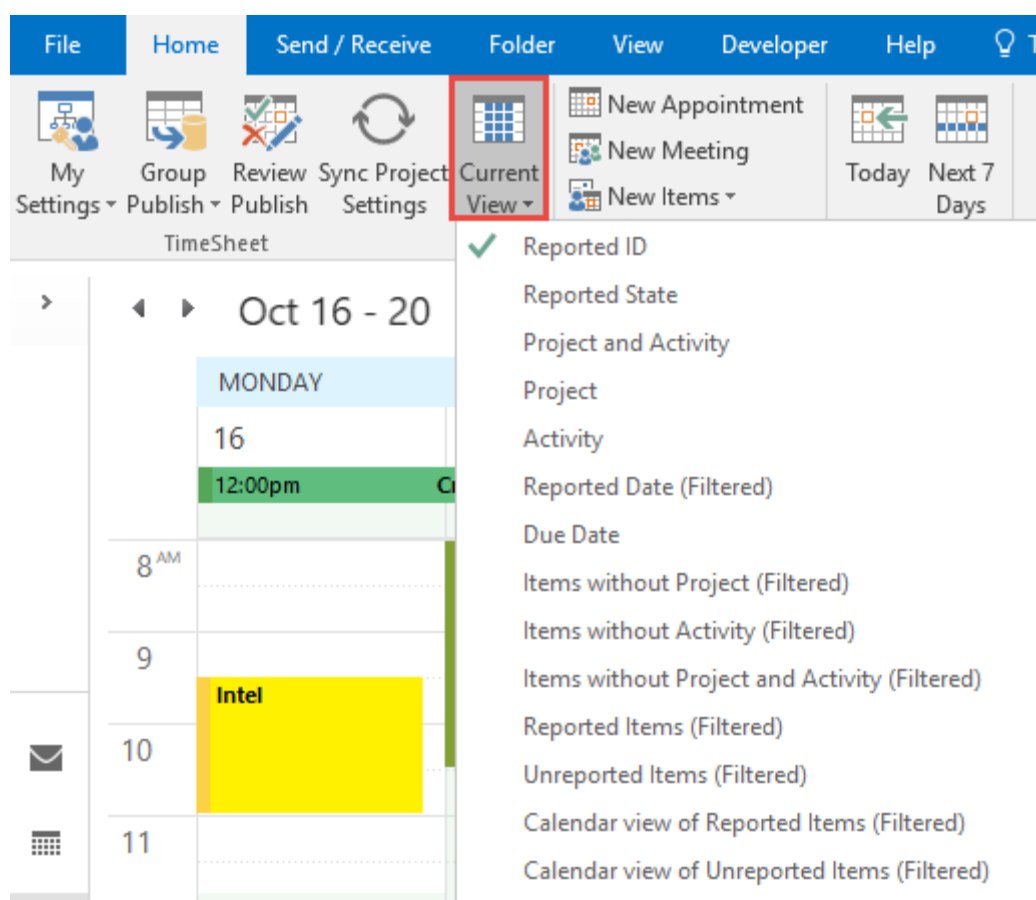 File Home Send / Receive Folder View Developer Help
My Settings
Group Publish
Review Publish
Sync Project Settings
Current View
New Appointment
New Meeting
New Items
Today
Next 7 Days
TimeSheet
Reported ID
Reported State
Project and Activity
Project
Activity
Reported Date (Filtered)
Due Date
Items without Project (Filtered)
Items without Activity (Filtered)
Items without Project and Activity (Filtered)
Reported Items (Filtered)
Unreported Items (Filtered)
Calendar view of Reported Items (Filtered)
Calendar view of Unreported Items (Filtered)
Oct 16 - 20
MONDAY
16
12:00pm
8 AM
9
Intel
10
11